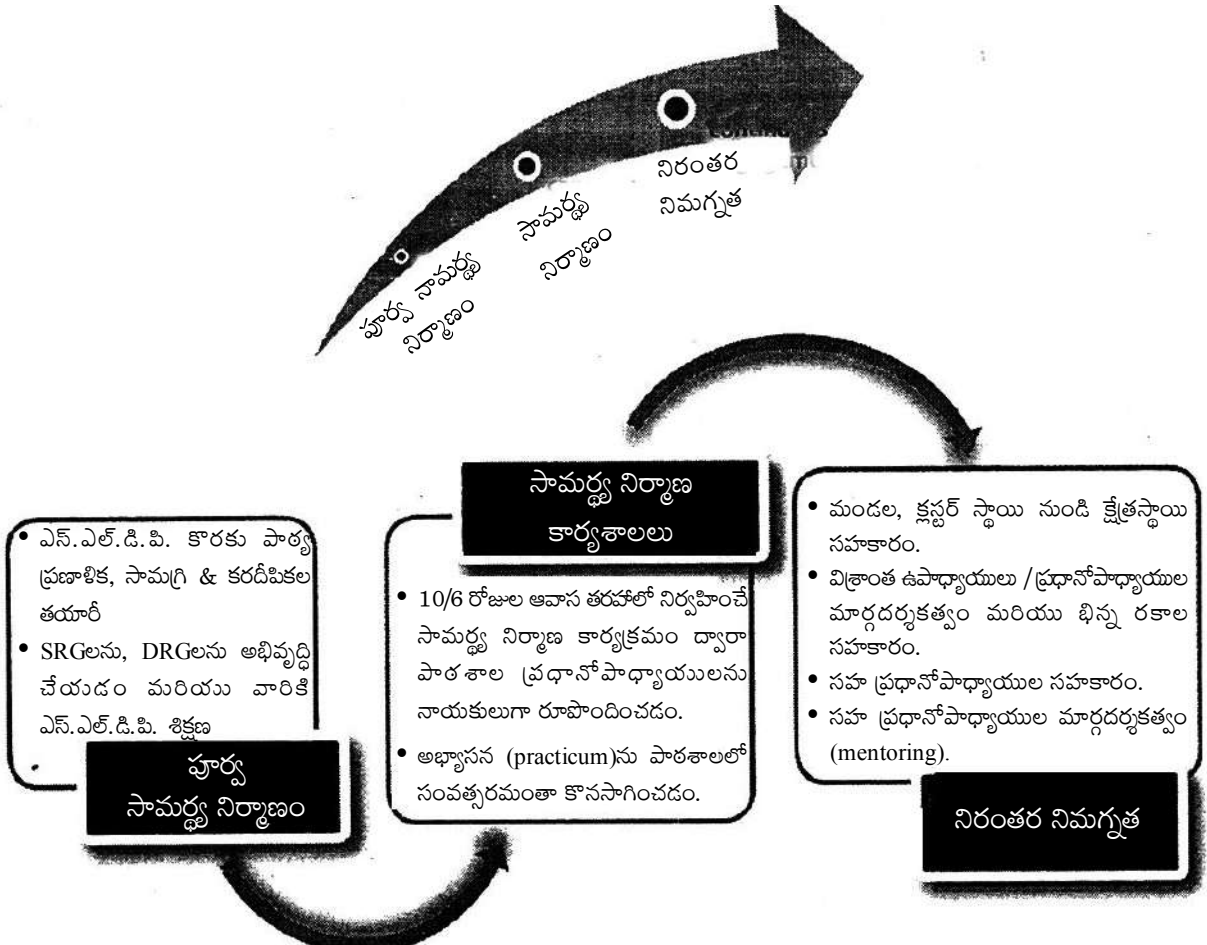 నిరంతర
నిమగ్నత
సామర్థ్య
నిర్మాణం
పూర్వ నామర్థ్య
నిర్మాణం
• ఎస్.ఎల్.డి.పి. కొరకు పాఠ్య
ప్రణాళిక, సామగ్రి & కరదీపికల
తయారీ
• SRGలను, DRGలను అభివృద్ధి
చేయడం మరియు వారికి
ఎస్.ఎల్.డి.పి. శిక్షణ
పూర్వ
సామర్థ్య నిర్మాణం
సామర్థ్య నిర్మాణ
కార్యశాలలు
• 10/6 రోజుల ఆవాస తరహాలో నిర్వహించే
సామర్థ్య నిర్మాణ కార్యక్రమం ద్వారా
పాఠశాల ప్రధానోపాధ్యాయులను
నాయకులుగా రూపొందించడం.
• అభ్యాసన (practicum)ను పాఠశాలలో
సంవత్సరమంతా కొనసాగించడం.
• మండల, క్లస్టర్ స్థాయి నుండి క్షేత్రస్థాయి
సహకారం.
• విశ్రాంత ఉపాధ్యాయులు / ప్రధానోపాధ్యాయుల
మార్గదర్శకత్వం మరియు భిన్న రకాల
సహకారం.
• సహ ప్రధానోపాధ్యాయుల సహకారం.
• సహ ప్రధానోపాధ్యాయుల మార్గదర్శకత్వం
(mentoring).
నిరంతర నిమగ్నత